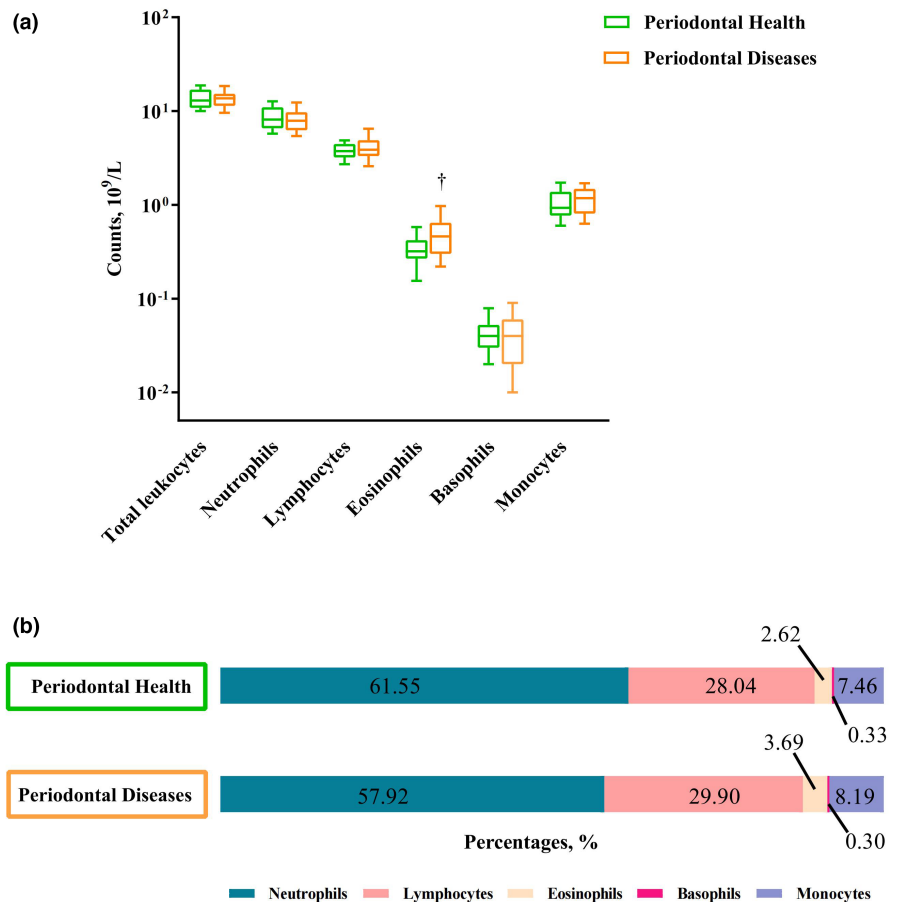 (a)
Periodontal Health
Periodontal Diseases
10²
10¹
10⁰
10⁻¹
10⁻²
Counts, 10⁹/L
†
Total leukocytes
Neutrophils
Lymphocytes
Eosinophils
Basophils
Monocytes
(b)
2.62
Periodontal Health
61.55
28.04
7.46
0.33
3.69
Periodontal Diseases
57.92
29.90
8.19
0.30
Percentages, %
Neutrophils
Lymphocytes
Eosinophils
Basophils
Monocytes